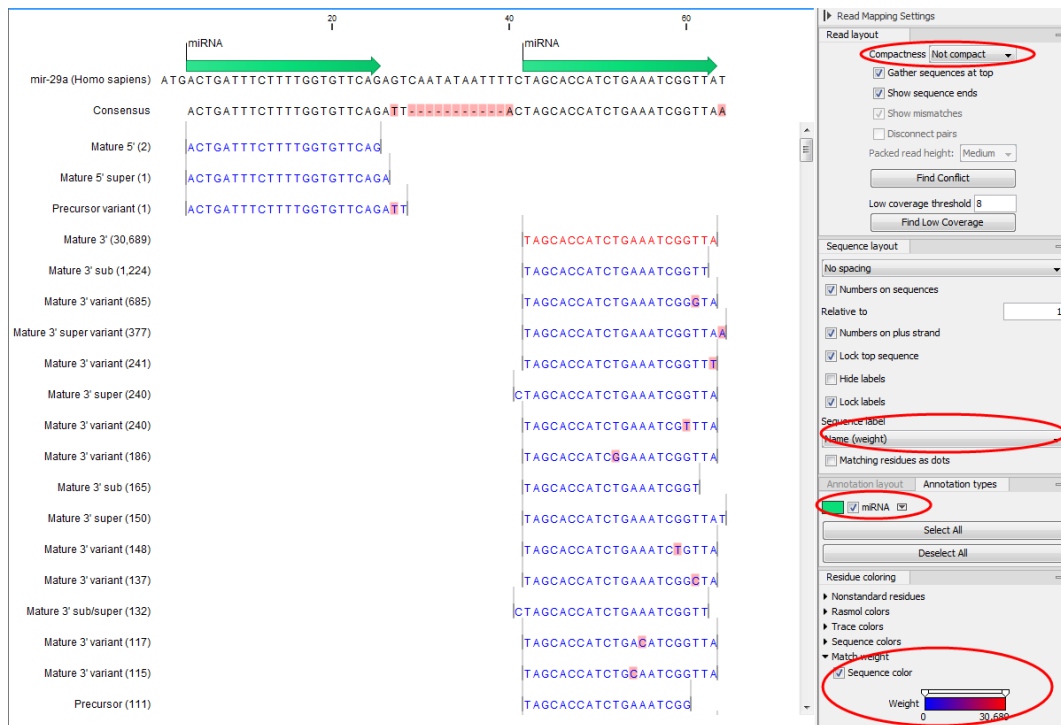 20 40 60
miRNA miRNA
mir-29a (Homo sapiens) ATGACTGATTTCTTTTGGTGTTCAGAGTCAATATAATTTTCTAGCACCATCTGAAATCGGTTAT
Consensus ACTGATTTCTTTTGGTGTTCAGATT-----------ACTAGCACCATCTGAAATCGGTTAA
Mature 5' (2) ACTGATTTCTTTTGGTGTTCAG
Mature 5' super (1) ACTGATTTCTTTTGGTGTTCAGA
Precursor variant (1) ACTGATTTCTTTTGGTGTTCAGATT
Mature 3' (30,689) TAGCACCATCTGAAATCGGTTA
Mature 3' sub (1,224) TAGCACCATCTGAAATCGGTT
Mature 3' variant (685) TAGCACCATCTGAAATCGGGTA
Mature 3' super variant (377) TAGCACCATCTGAAATCGGTTAA
Mature 3' variant (241) TAGCACCATCTGAAATCGGTTT
Mature 3' super (240) CTAGCACCATCTGAAATCGGTTA
Mature 3' variant (240) TAGCACCATCTGAAATCGTTTA
Mature 3' variant (186) TAGCACCATCGGAAATCGGTTA
Mature 3' sub (165) TAGCACCATCTGAAATCGGT
Mature 3' super (150) TAGCACCATCTGAAATCGGTTAT
Mature 3' variant (148) TAGCACCATCTGAAATCTGTTA
Mature 3' variant (137) TAGCACCATCTGAAATCGGCTA
Mature 3' sub/super (132) CTAGCACCATCTGAAATCGGTT
Mature 3' variant (117) TAGCACCATCTGACATCGGTTA
Mature 3' variant (115) TAGCACCATCTGCAATCGGTTA
Precursor (111) TAGCACCATCTGAAATCGG
Read Mapping Settings
Read layout
Compactness Not compact
Gather sequences at top
Show sequence ends
Show mismatches
Disconnect pairs
Packed read height: Medium
Find Conflict
Low coverage threshold 8
Find Low Coverage
Sequence layout
No spacing
Numbers on sequences
Relative to 1
Numbers on plus strand
Lock top sequence
Hide labels
Lock labels
Sequence label
Name (weight)
Matching residues as dots
Annotation layout Annotation types
miRNA
Select All
Deselect All
Residue coloring
Nonstandard residues
Rasmol colors
Trace colors
Sequence colors
Match weight
Sequence color
Weight
0 30,689